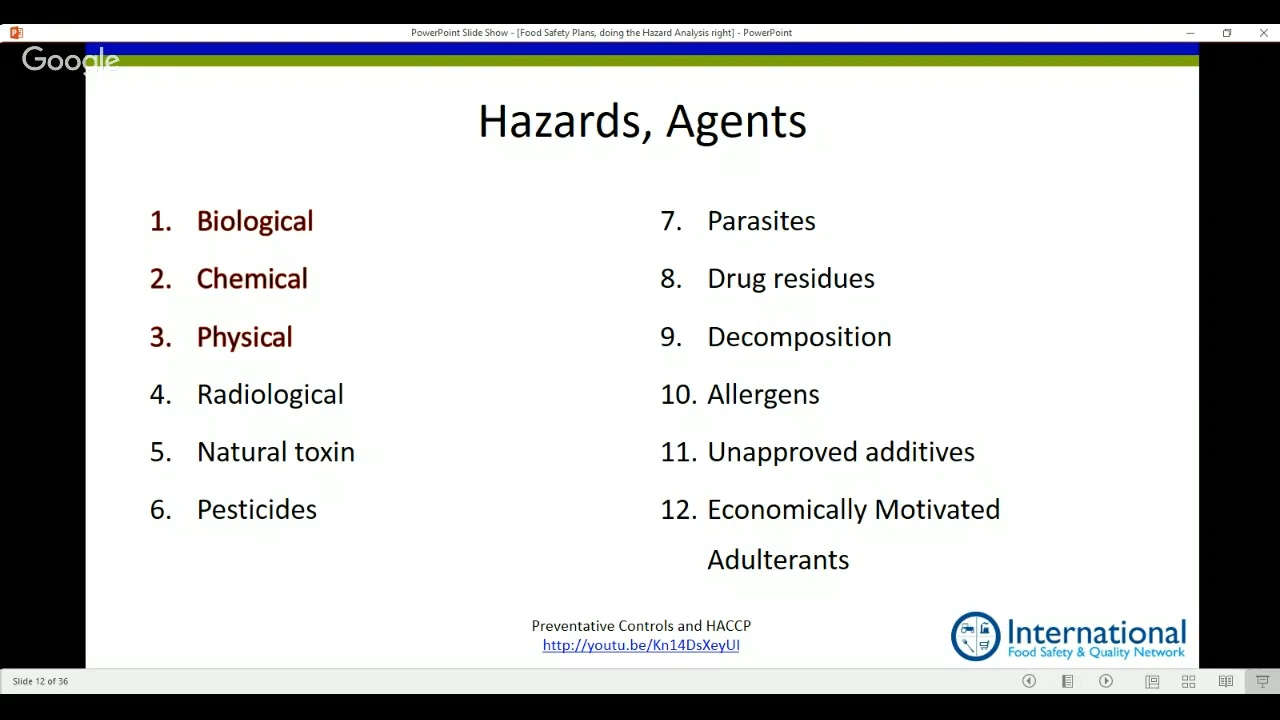 PowerPoint Slide Show - [Food Safety Plans, doing the Hazard Analysis right] - PowerPoint
Google
Hazards, Agents
1. Biological
2. Chemical
3. Physical
4. Radiological
5. Natural toxin
6. Pesticides
7. Parasites
8. Drug residues
9. Decomposition
10. Allergens
11. Unapproved additives
12. Economically Motivated
Adulterants
Preventative Controls and HACCP
http://youtu.be/Kn14DsXeyUI
International
Food Safety & Quality Network
Slide 12 of 36